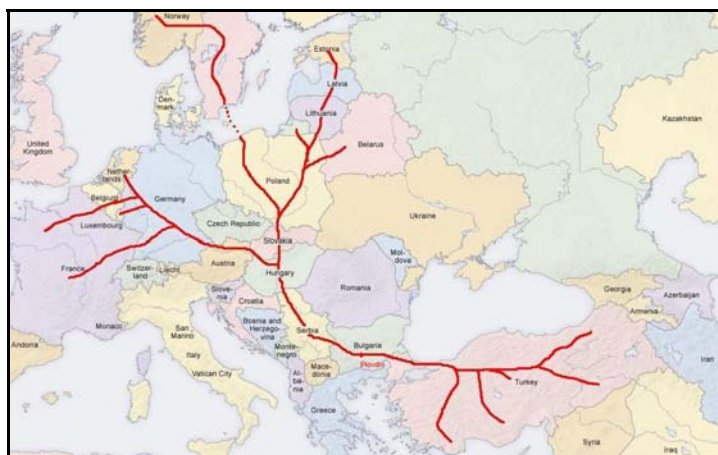 Norway
Estonia
Latvia
Den-
mark
Lithuania
Belarus
United
Kingdom
Kazakhstan
Nether-
lands
Poland
Belgium
Germany
Ukraine
Czech Republic
Luxembourg
Slovakia
Mol-
dova
France
Switzer-
land
Liecht.
Austria
Hungary
Romania
Slove-
nia
Croatia
Georgia
Azerbaijan
Monaco
San
Marino
Bosnia and
Herzego-
vina
Serbia
Armenia
Andorra
Italy
Monte-
negro
Bulgaria
Plovdiv
Iran
Vatican City
Al-
bania
Mace-
donia
Turkey
Greece
Syria
Iraq